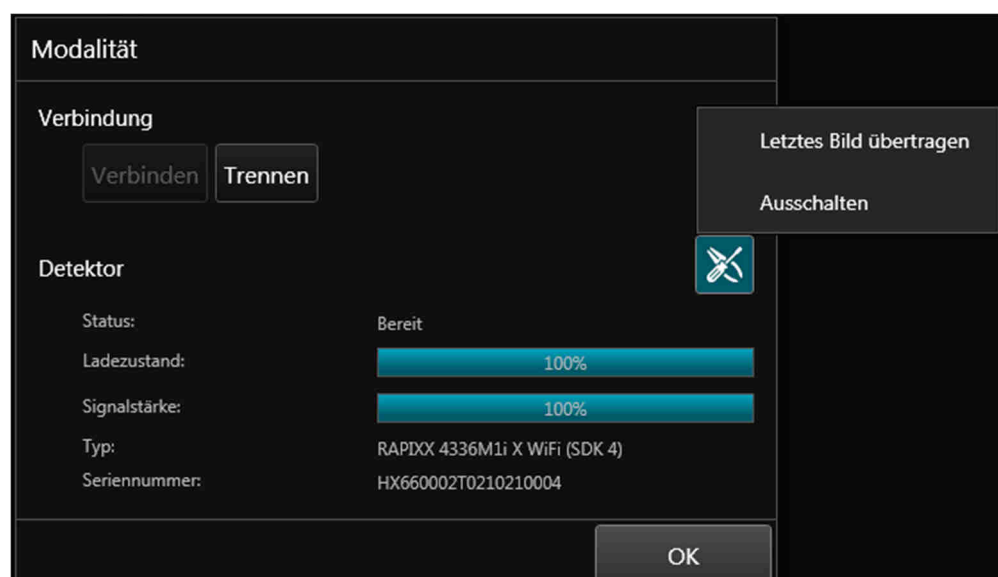 Modalität
Verbindung
Verbinden Trennen
Letztes Bild übertragen
Ausschalten
Detektor
Status: Bereit
Ladezustand: 100%
Signalstärke: 100%
Typ: RAPIXX 4336M1i X WiFi (SDK 4)
Seriennummer: HX660002T0210210004
OK